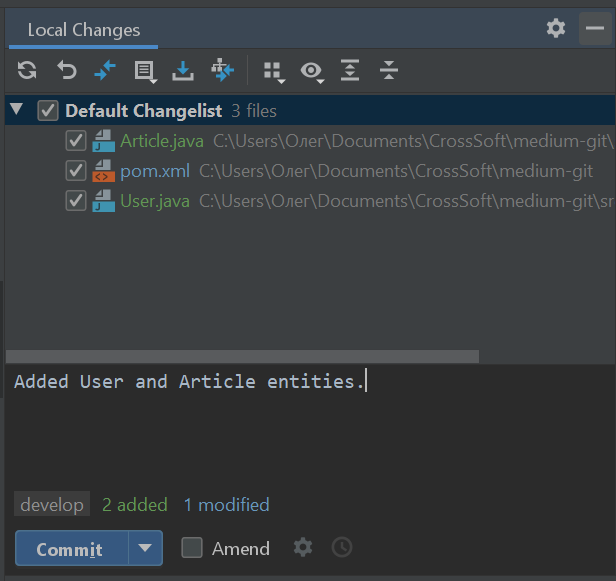 Local Changes
Default Changelist 3 files
Article.java C:\Users\Олег\Documents\CrossSoft\medium-git\
pom.xml C:\Users\Олег\Documents\CrossSoft\medium-git
User.java C:\Users\Олег\Documents\CrossSoft\medium-git\sr
Added User and Article entities.
develop 2 added 1 modified
Commit Amend